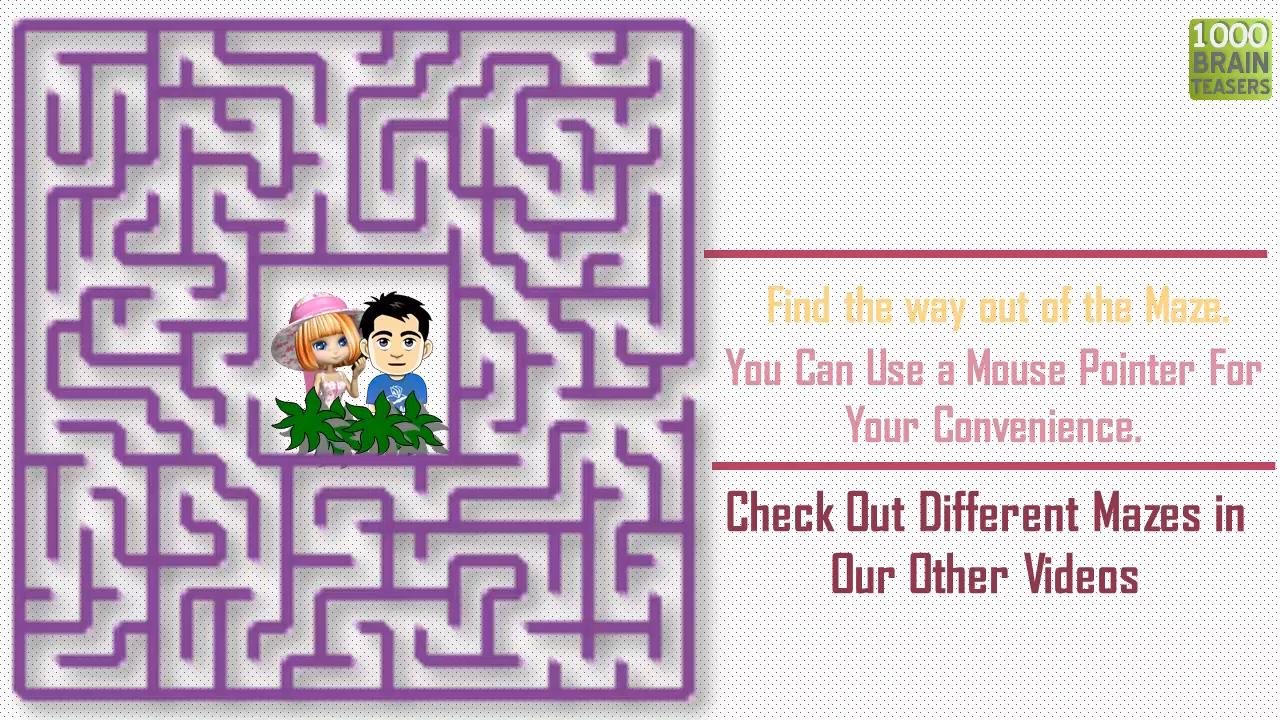 1000
BRAIN
TEASERS
Find the way out of the Maze.
You Can Use a Mouse Pointer For
Your Convenience.
Check Out Different Mazes in
Our Other Videos